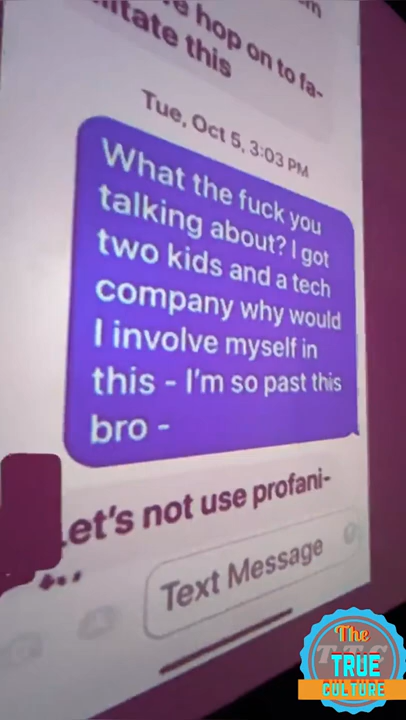 hop on to fa-
this
Tue, Oct 5, 3:03 PM
What the fuck you
talking about? I got
two kids and a tech
company why would
I involve myself in
this - I'm so past this
bro -
Let's not use profani-
Text Message
The
TTC
TRUE
CULTURE